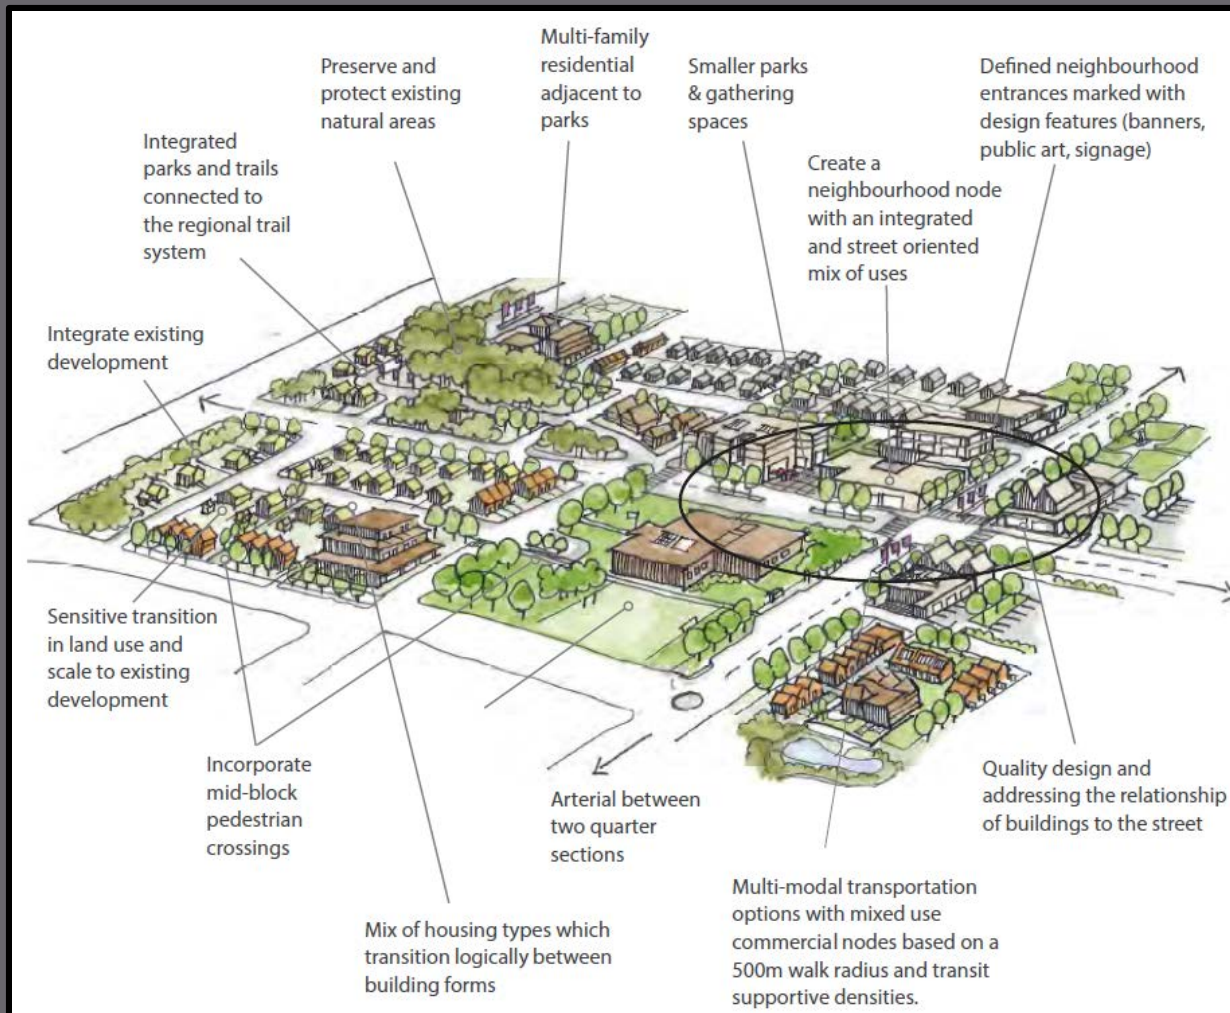 Multi-family
residential
adjacent to
parks
Preserve and
protect existing
natural areas
Smaller parks
& gathering
spaces
Defined neighbourhood
entrances marked with
design features (banners,
public art, signage)
Integrated
parks and trails
connected to
the regional trail
system
Create a
neighbourhood node
with an integrated
and street oriented
mix of uses
Integrate existing
development
Sensitive transition
in land use and
scale to existing
development
Incorporate
mid-block
pedestrian
crossings
Arterial between
two quarter
sections
Quality design and
addressing the relationship
of buildings to the street
Mix of housing types which
transition logically between
building forms
Multi-modal transportation
options with mixed use
commercial nodes based on a
500m walk radius and transit
supportive densities.